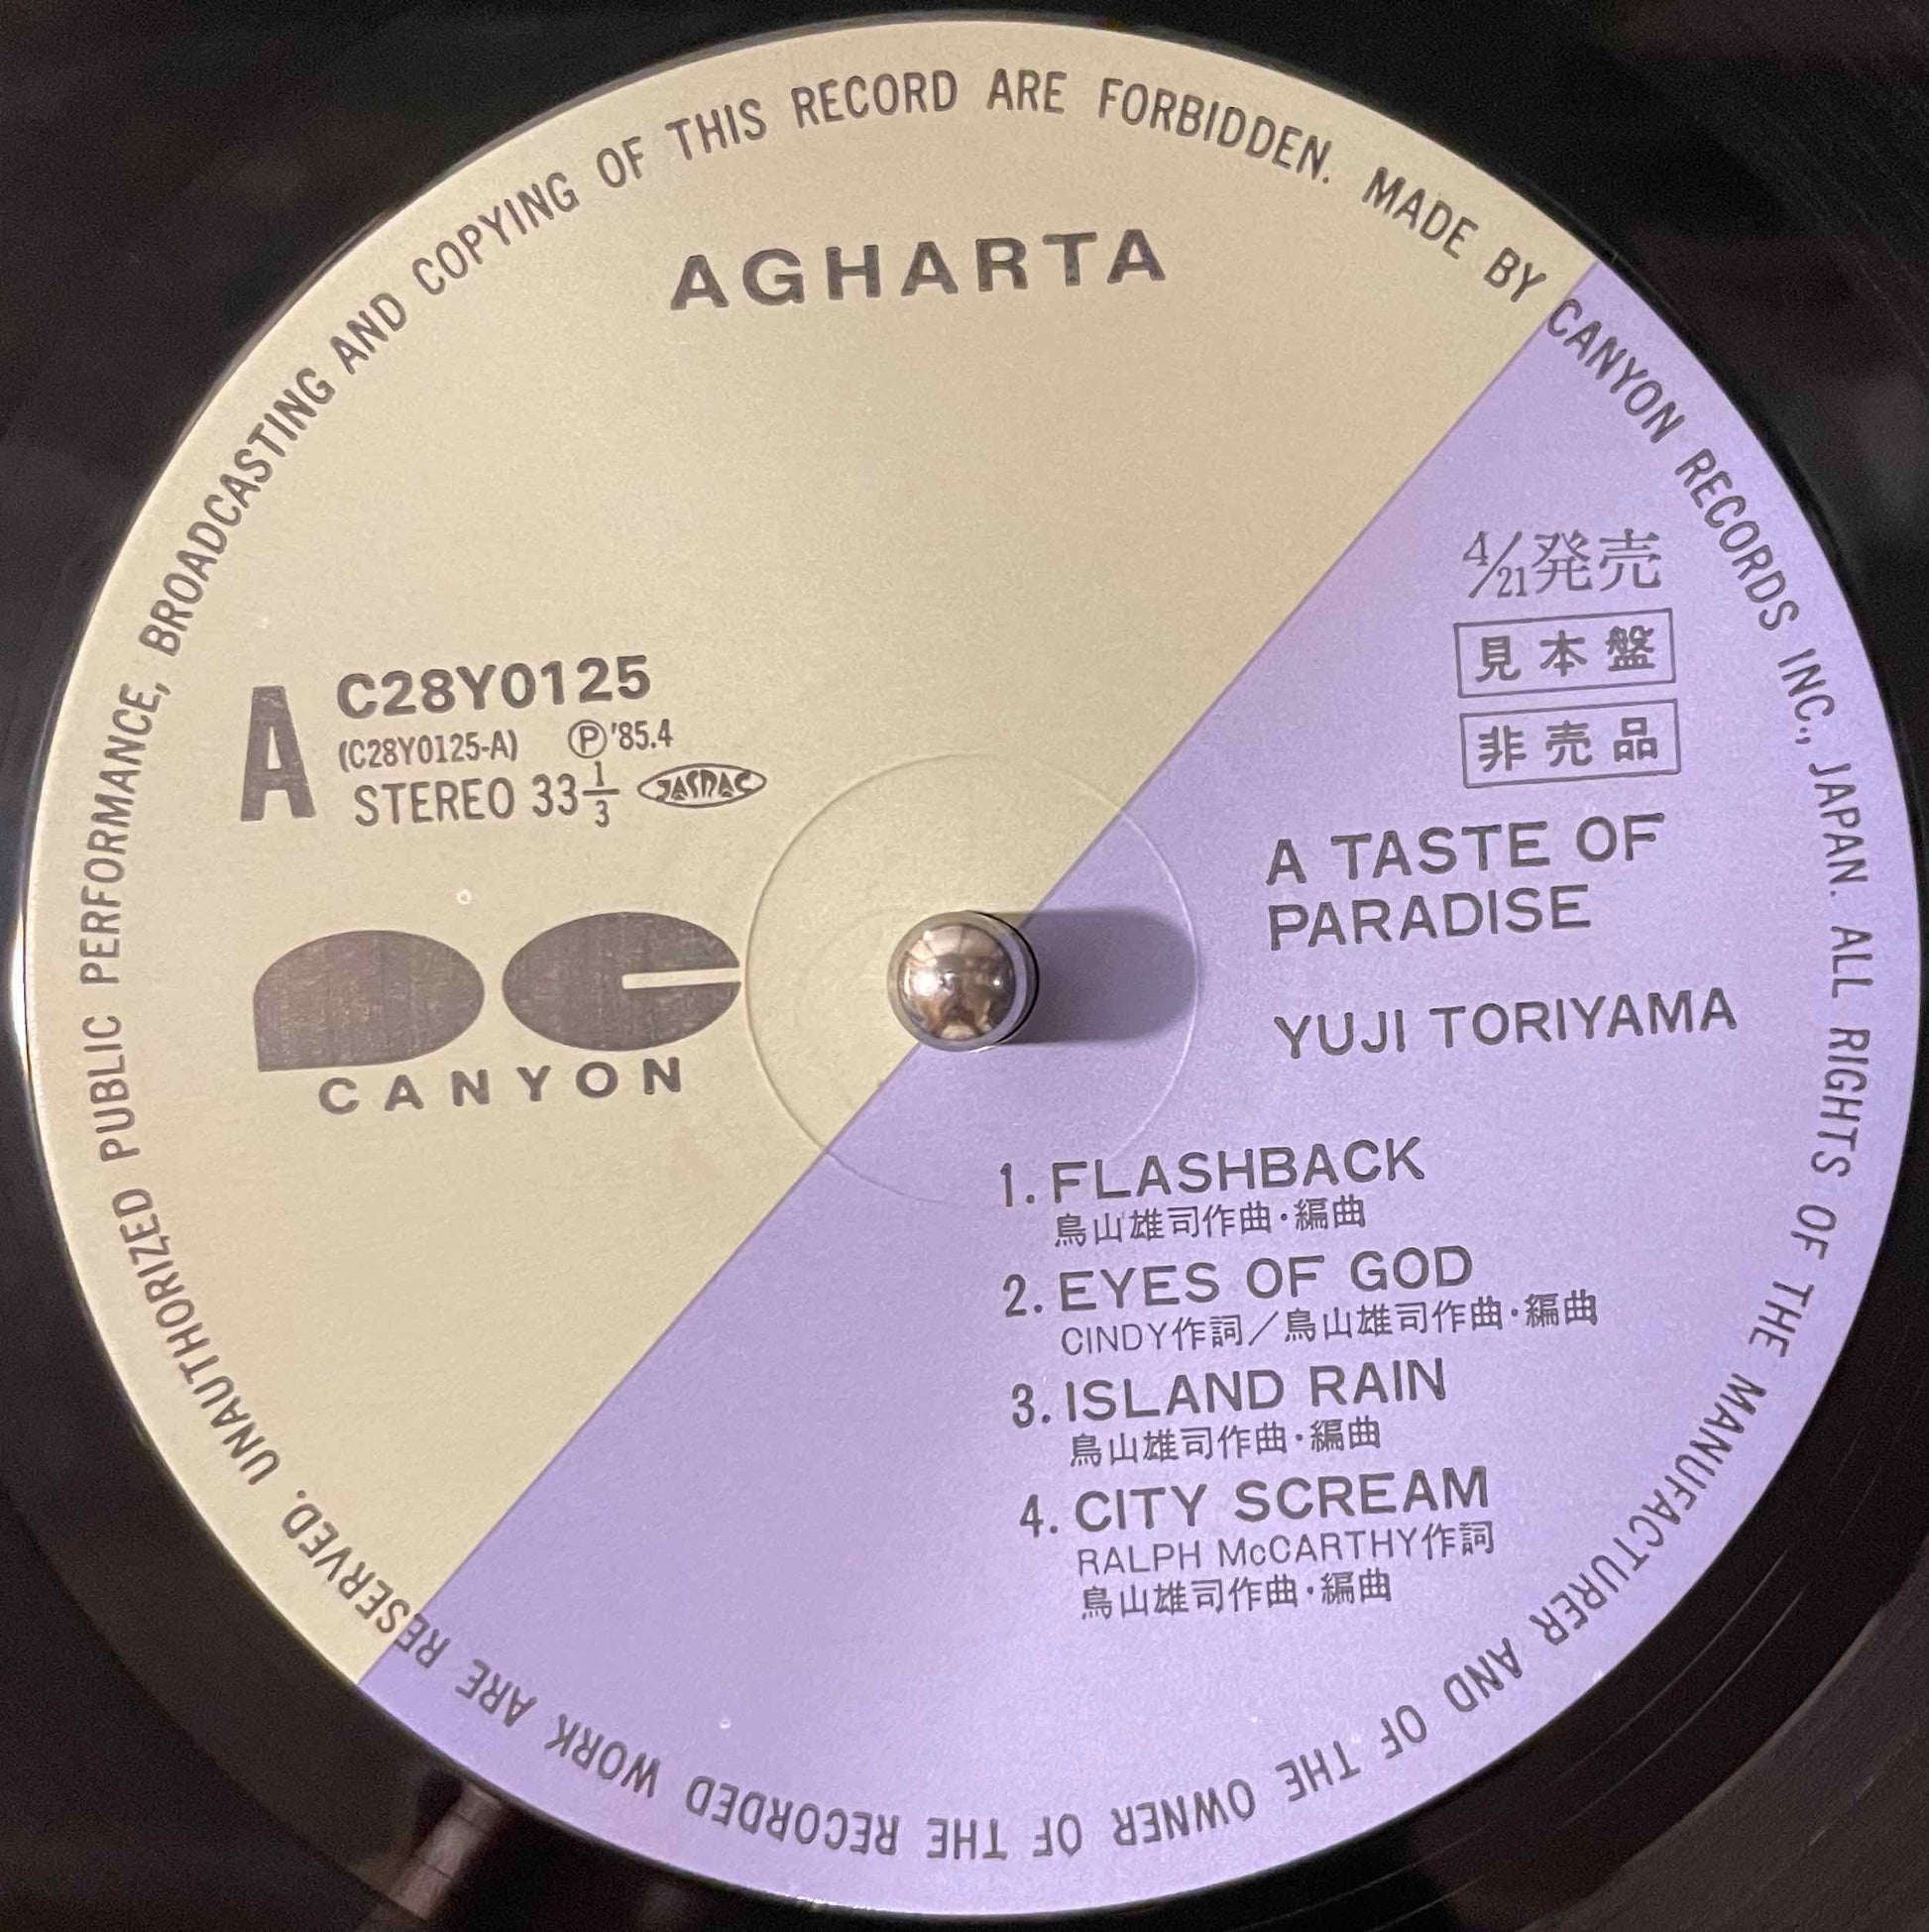 AGHARTA
A
C28Y0125
(C28Y0125-A) Ⓟ'85.4
STEREO 33 1/3 JASRAC
CANYON
4/21発売
見本盤
非売品
A TASTE OF
PARADISE
YUJI TORIYAMA
1. FLASHBACK
鳥山雄司作曲・編曲
2. EYES OF GOD
CINDY作詞／鳥山雄司作曲・編曲
3. ISLAND RAIN
鳥山雄司作曲・編曲
4. CITY SCREAM
RALPH McCARTHY作詞
鳥山雄司作曲・編曲
MADE BY CANYON RECORDS INC., JAPAN. ALL RIGHTS OF THE MANUFACTURER AND OF THE OWNER OF THE RECORDED WORK ARE RESERVED. UNAUTHORIZED PUBLIC PERFORMANCE, BROADCASTING AND COPYING OF THIS RECORD ARE FORBIDDEN.